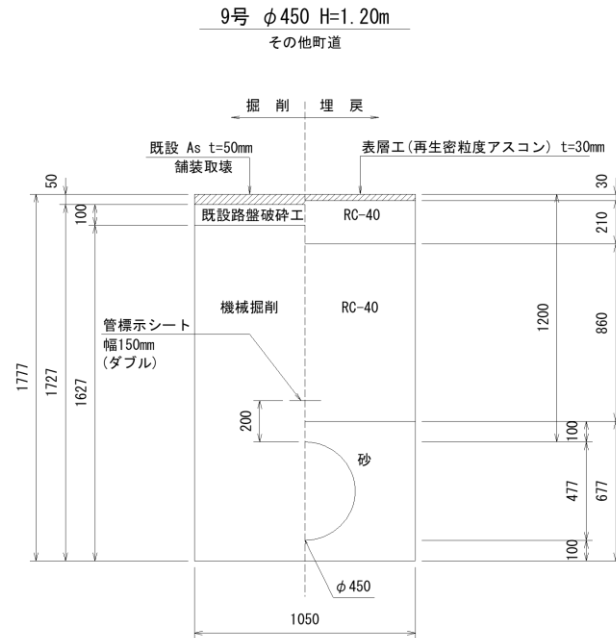 9号 φ450 H=1.20m
その他町道
掘 削
埋 戻
既設 As t=50mm
舗装取壊
表層工(再生密粒度アスコン) t=30mm
50
30
既設路盤破砕工
RC-40
100
210
機械掘削
RC-40
管標示シート
幅150mm
(ダブル)
1777
1727
1627
200
1200
860
砂
100
477
677
100
φ450
1050